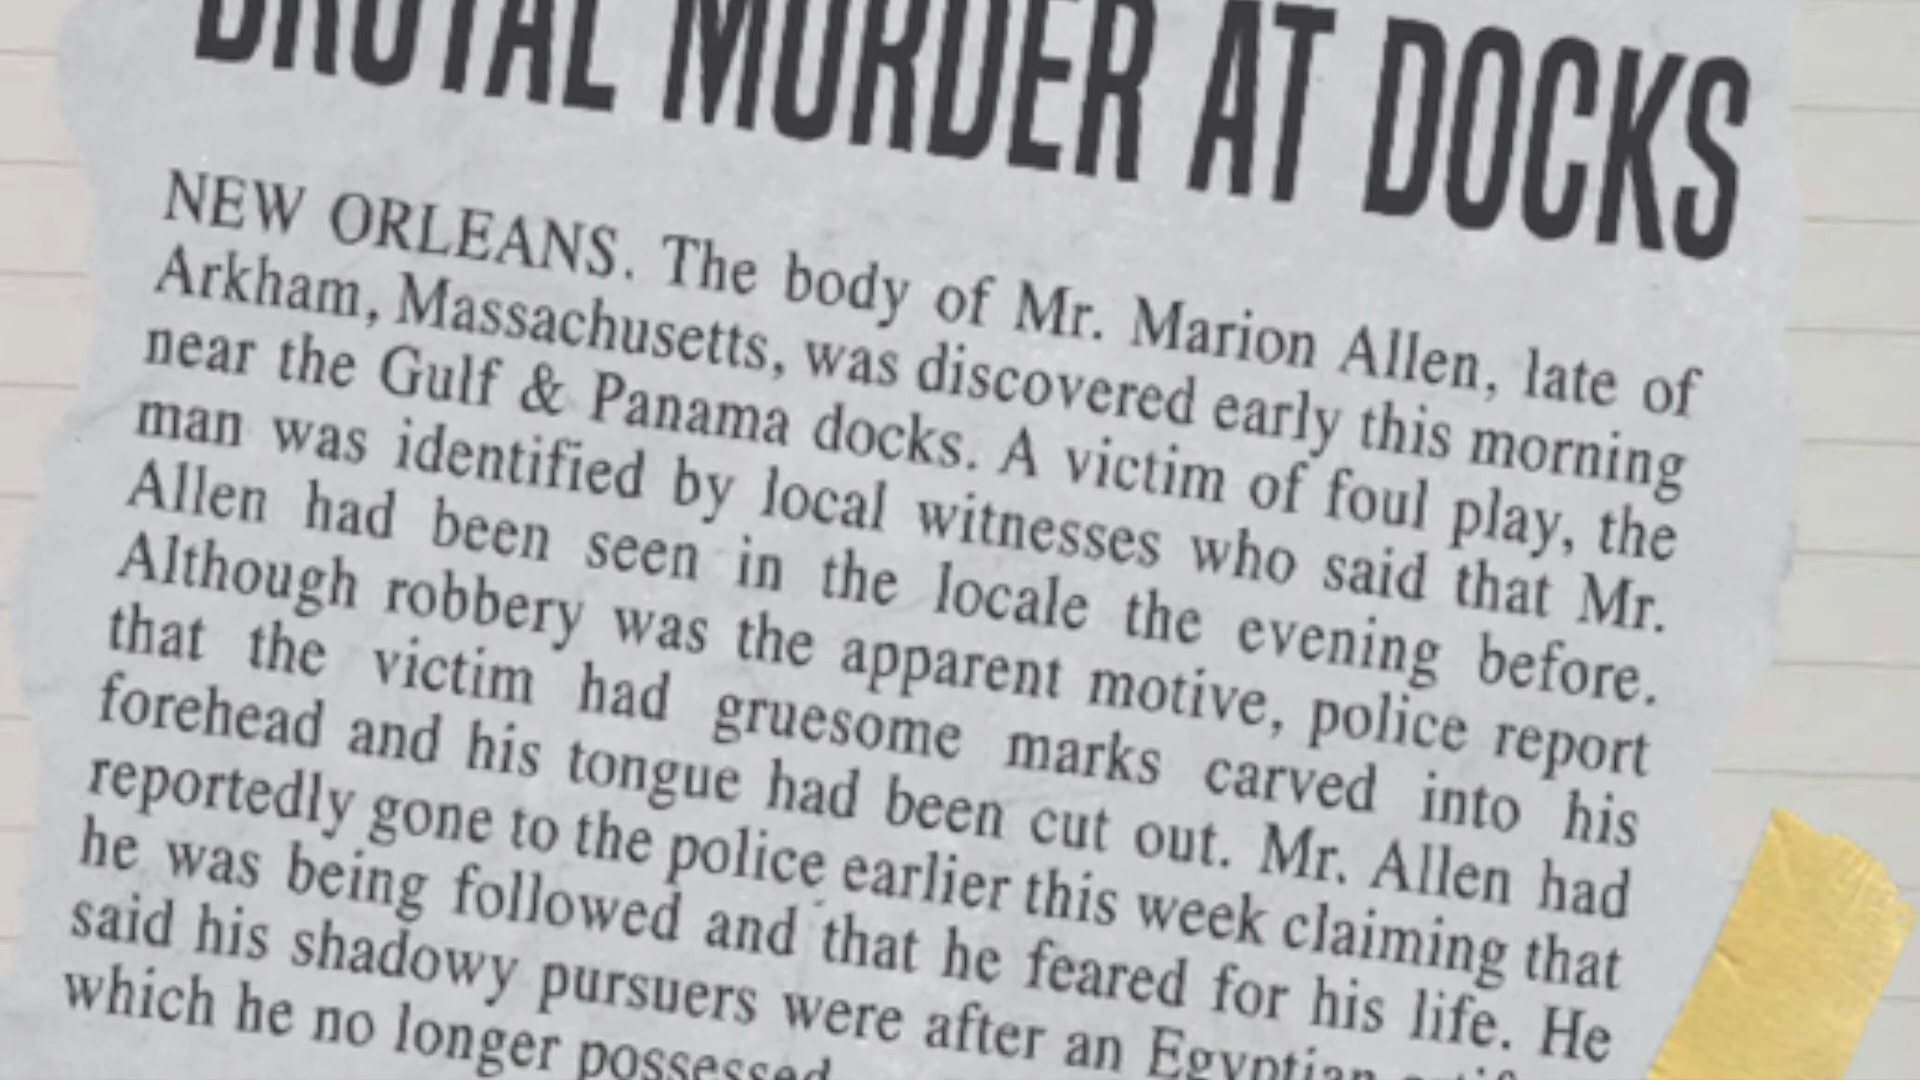 BRUTAL MURDER AT DOCKS
NEW ORLEANS. The body of Mr. Marion Allen, late of
Arkham, Massachusetts, was discovered early this morning
near the Gulf & Panama docks. A victim of foul play, the
man was identified by local witnesses who said that Mr.
Allen had been seen in the locale the evening before.
Although robbery was the apparent motive, police report
that the victim had gruesome marks carved into his
forehead and his tongue had been cut out. Mr. Allen had
reportedly gone to the police earlier this week claiming that
he was being followed and that he feared for his life. He
said his shadowy pursuers were after an Egyptian
which he no longer possessed